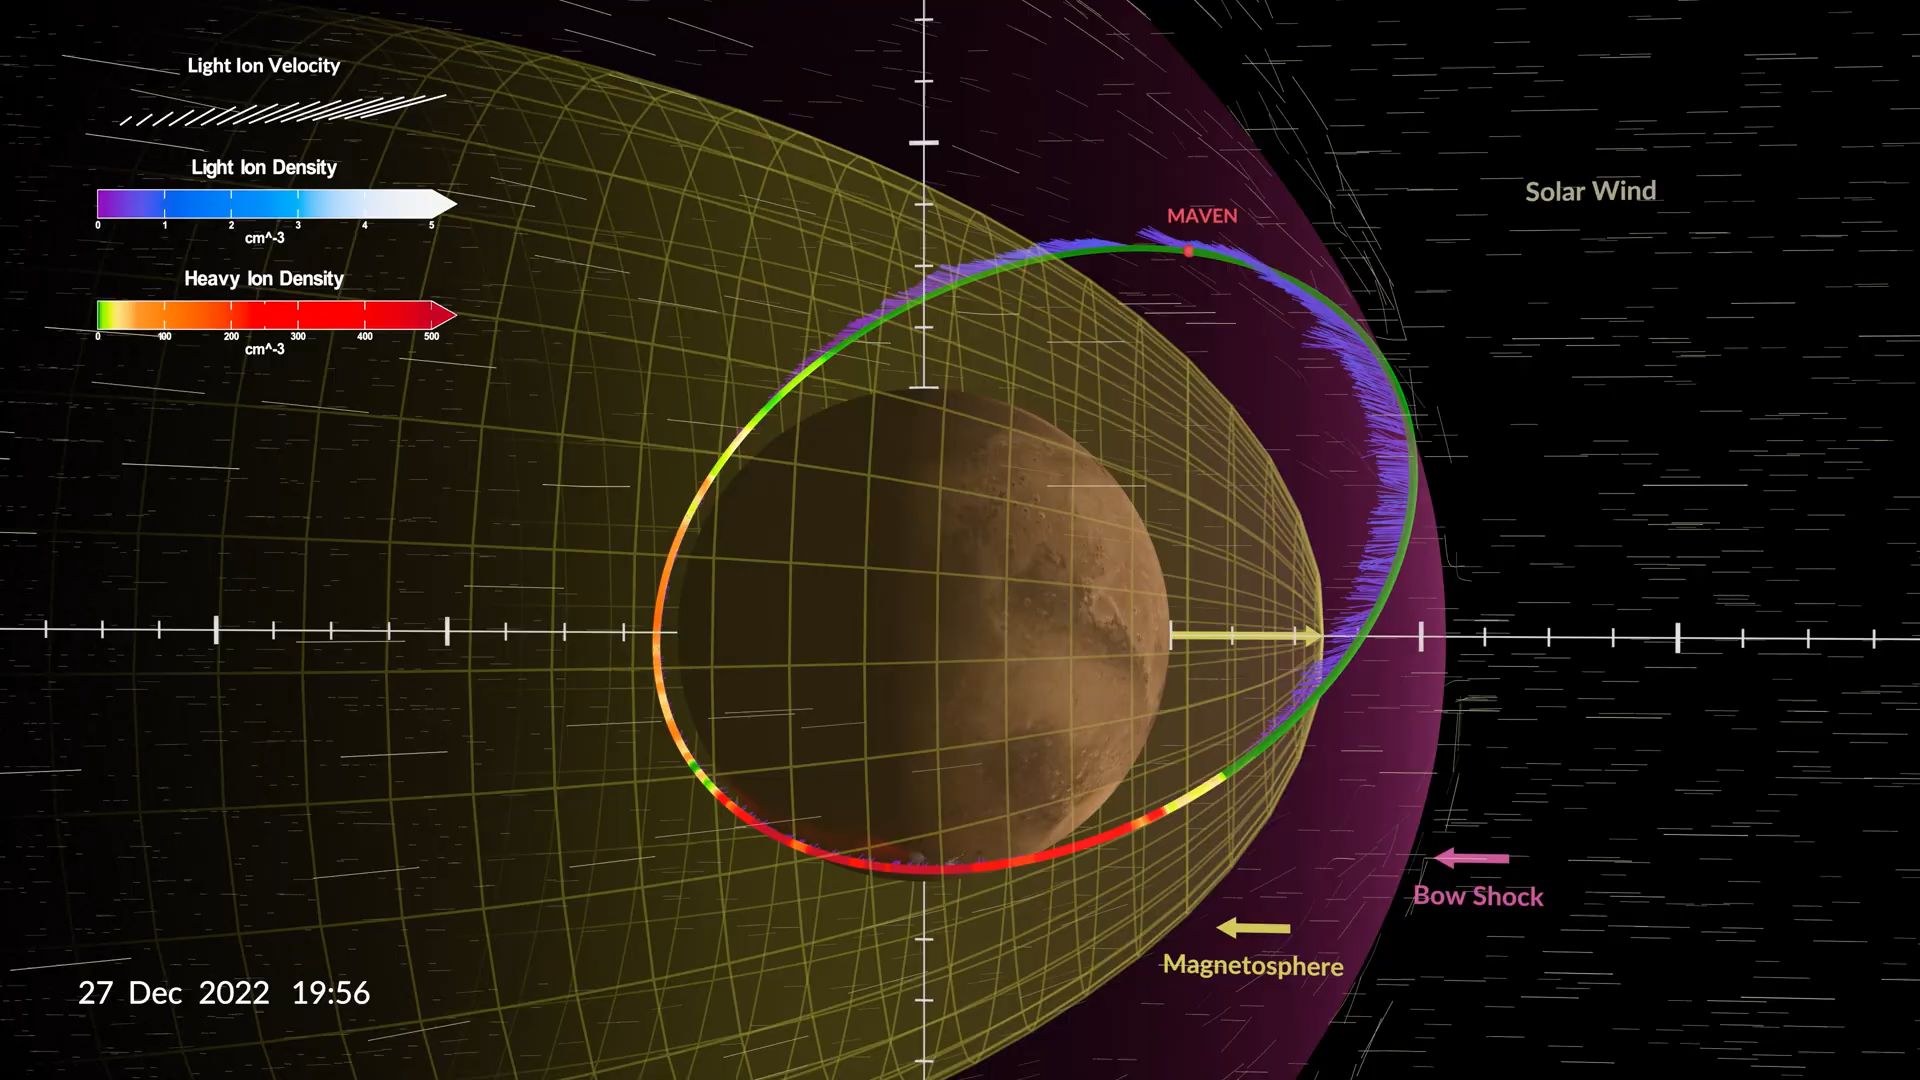 Light Ion Velocity
Light Ion Density
0 1 2 3 4 5
cm^-3
Heavy Ion Density
0 100 200 300 400 500
cm^-3
Solar Wind
MAVEN
Bow Shock
Magnetosphere
27 Dec 2022 19:56